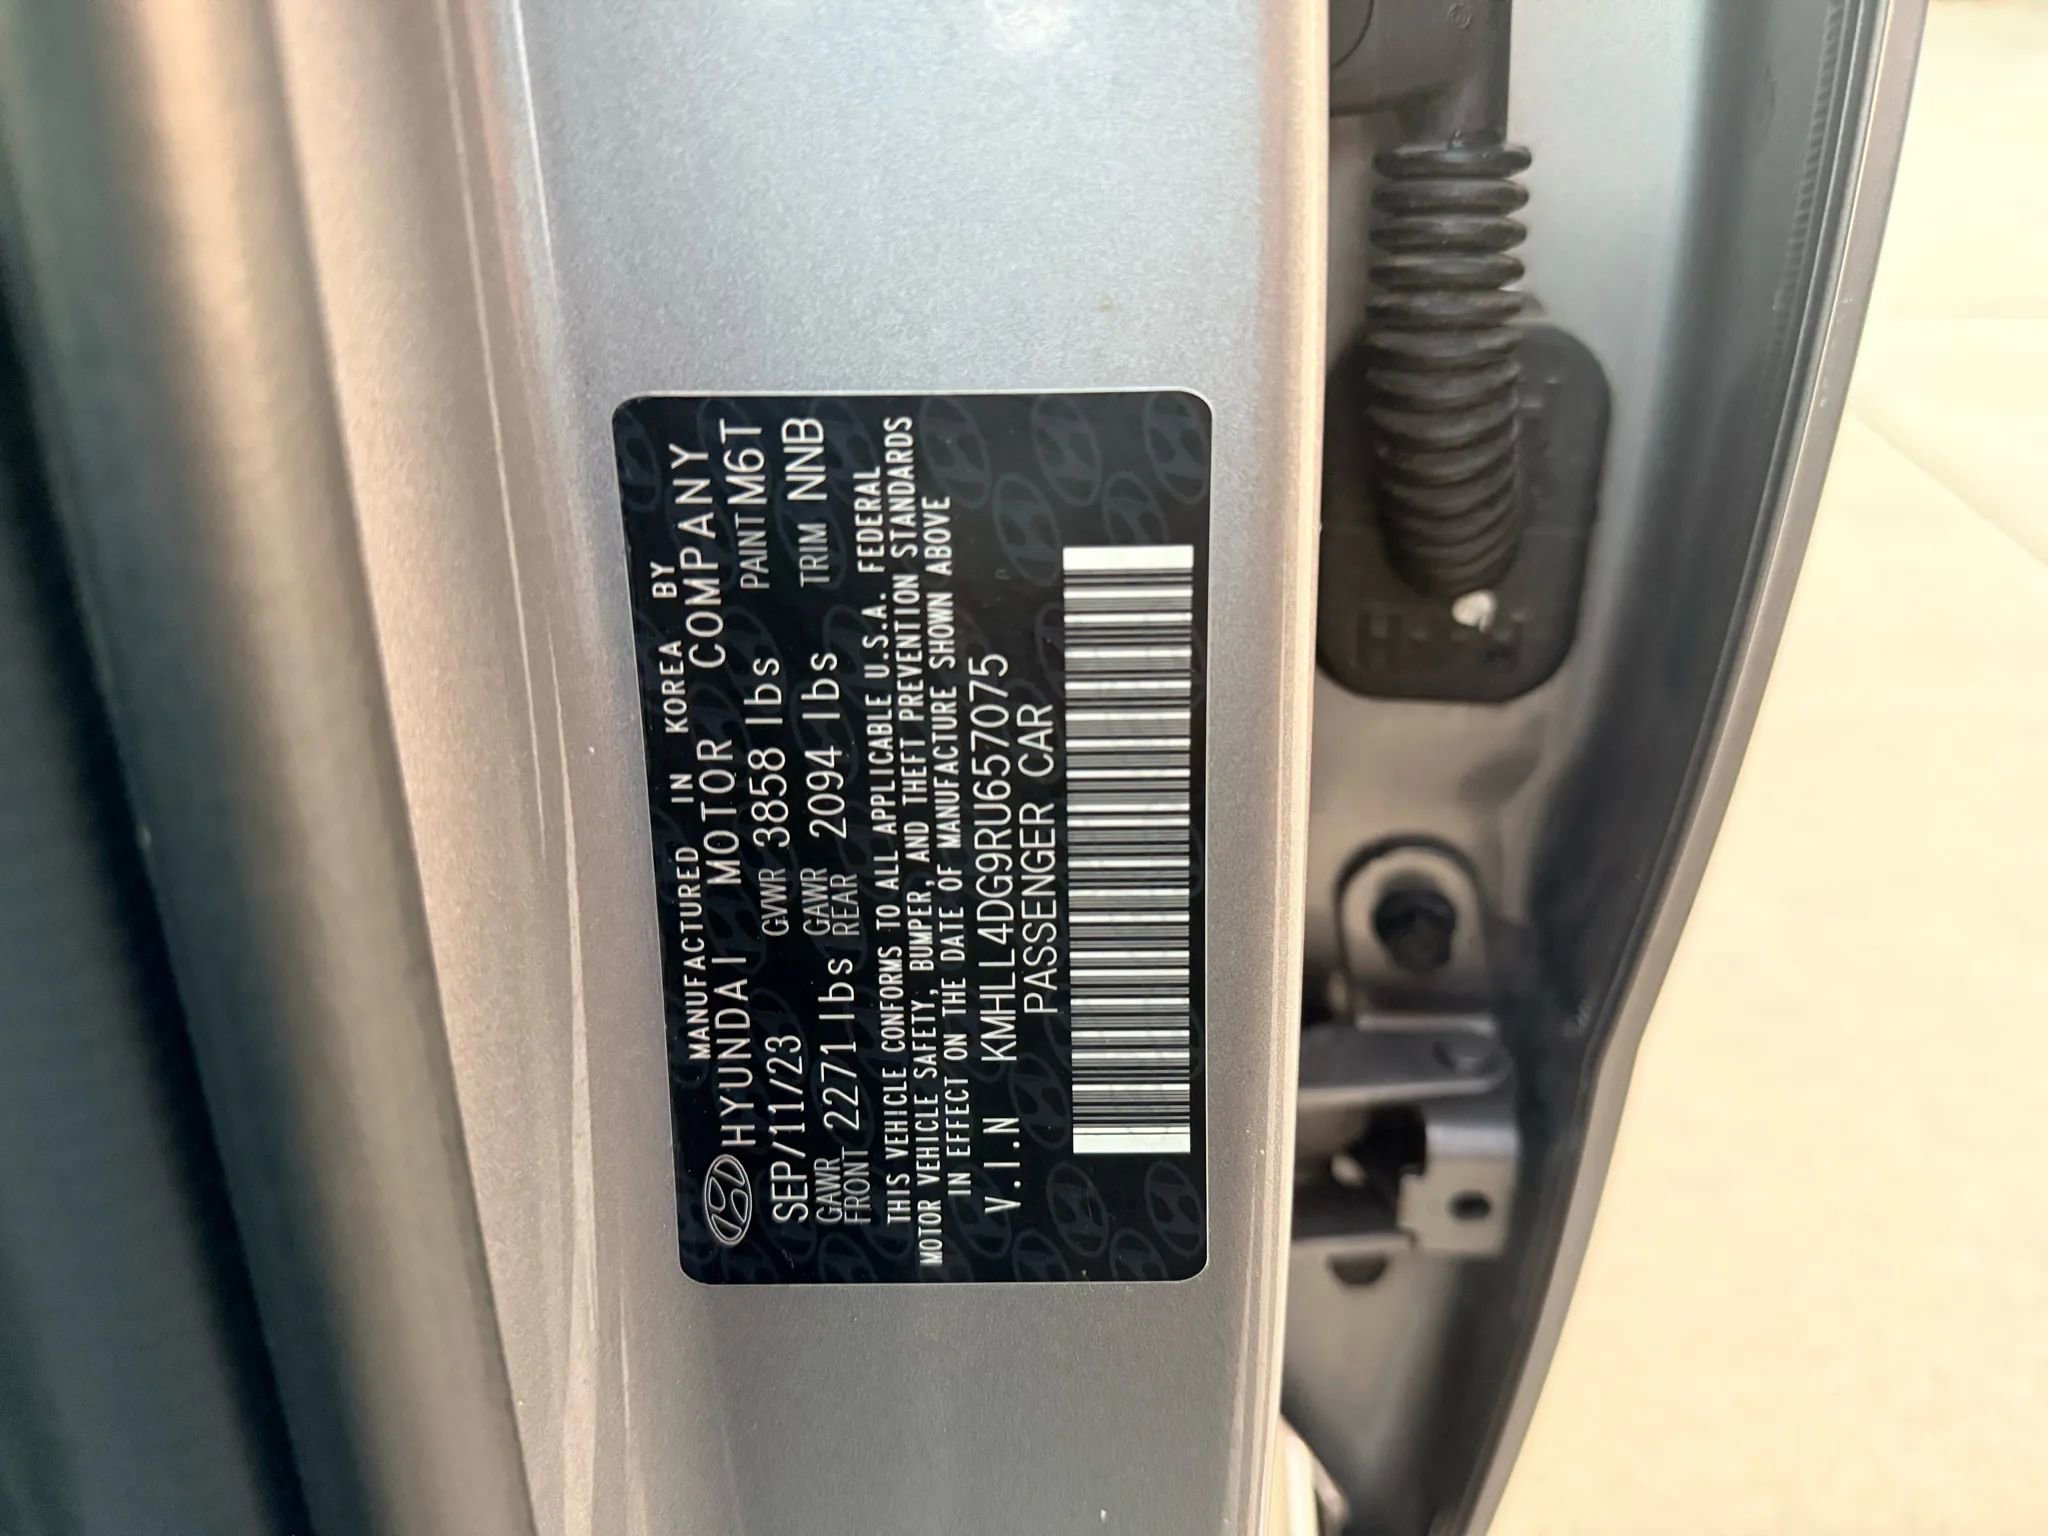 MANUFACTURED IN KOREA BY
HYUNDAI MOTOR COMPANY
SEP/11/23 GVWR 3858 lbs PAINT M6T
GAWR FRONT 2271 lbs GAWR REAR 2094 lbs TRIM NNB
THIS VEHICLE CONFORMS TO ALL APPLICABLE U.S.A. FEDERAL
MOTOR VEHICLE SAFETY, BUMPER, AND THEFT PREVENTION STANDARDS
IN EFFECT ON THE DATE OF MANUFACTURE SHOWN ABOVE
V.I.N KMHLL4DG9RU657075
PASSENGER CAR